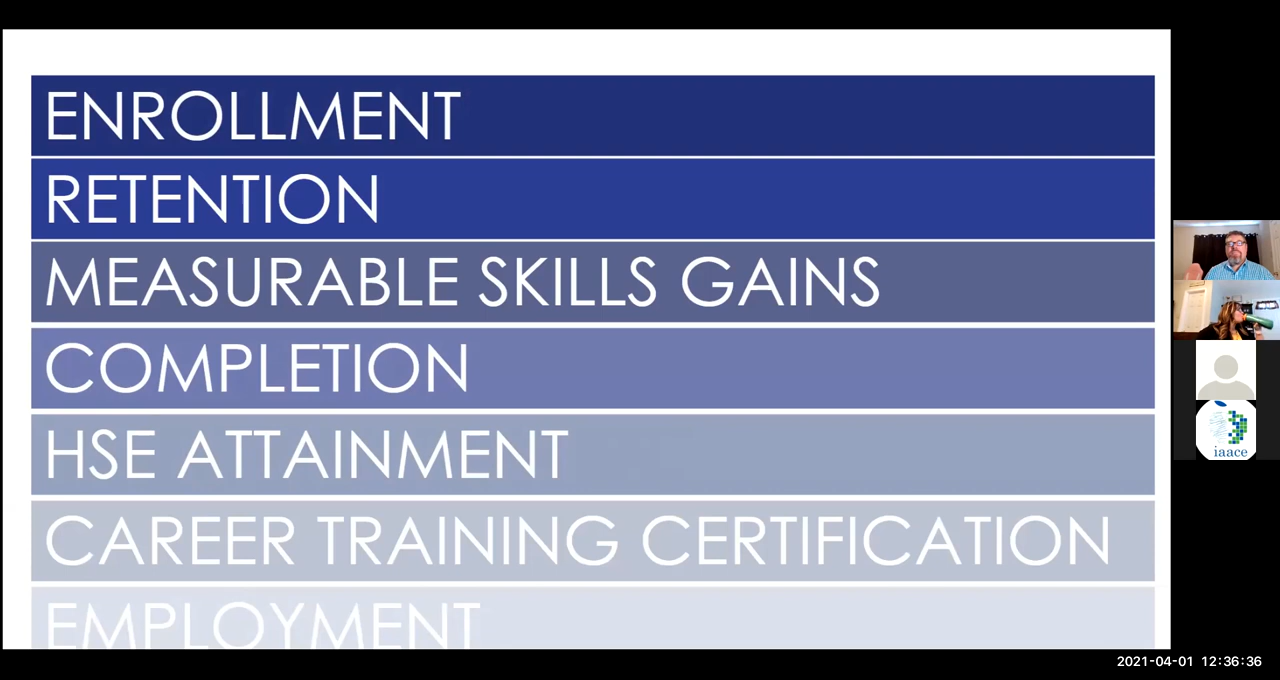 ENROLLMENT
RETENTION
MEASURABLE SKILLS GAINS
COMPLETION
HSE ATTAINMENT
CAREER TRAINING CERTIFICATION
EMPLOYMENT
iaace
2021-04-01 12:36:36